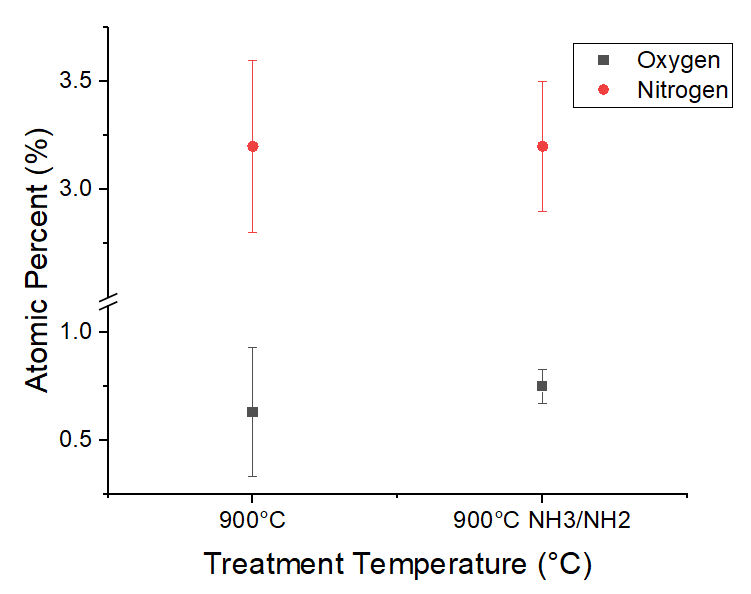 Oxygen
Nitrogen
3.5
3.0
1.0
0.5
Atomic Percent (%)
900°C
900°C NH3/NH2
Treatment Temperature (°C)